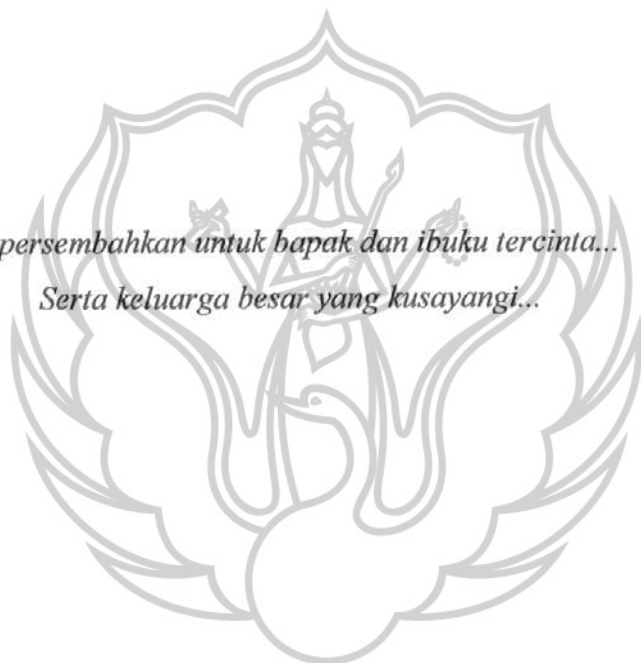 persembahkan untuk bapak dan ibuku tercinta...
Serta keluarga besar yang kusayangi...